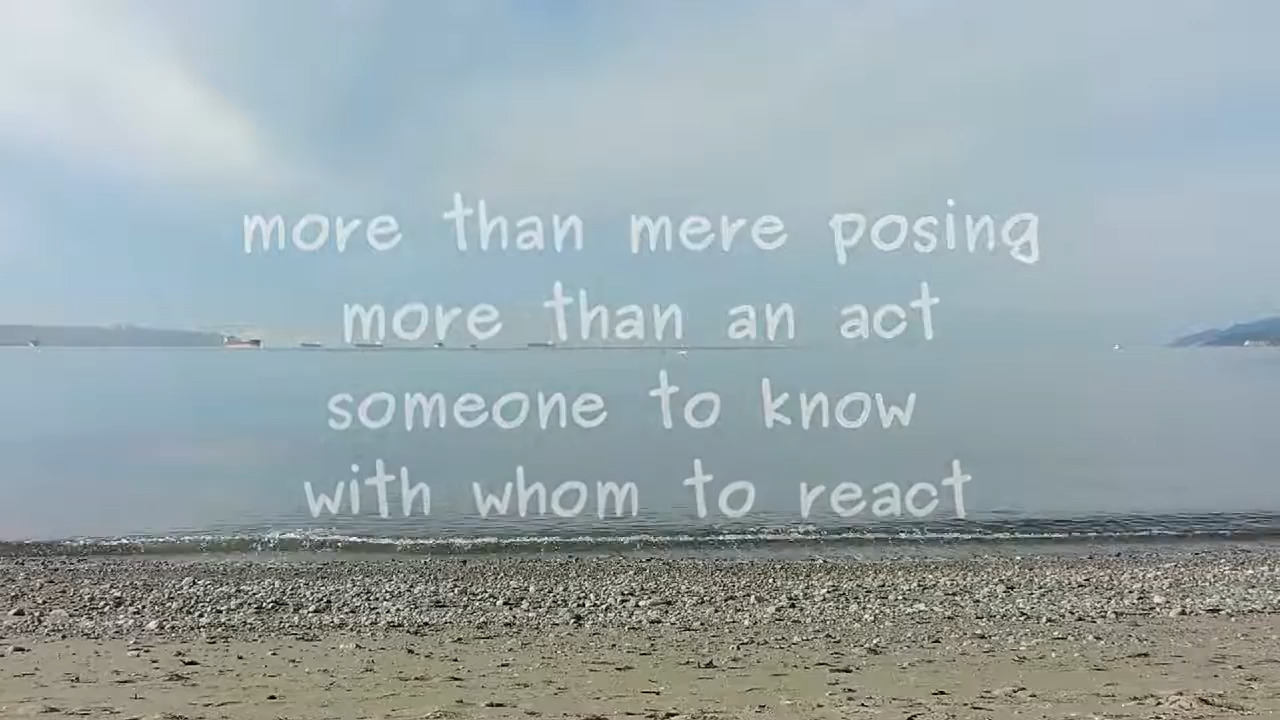 more than mere posing
more than an act
someone to know
with whom to react